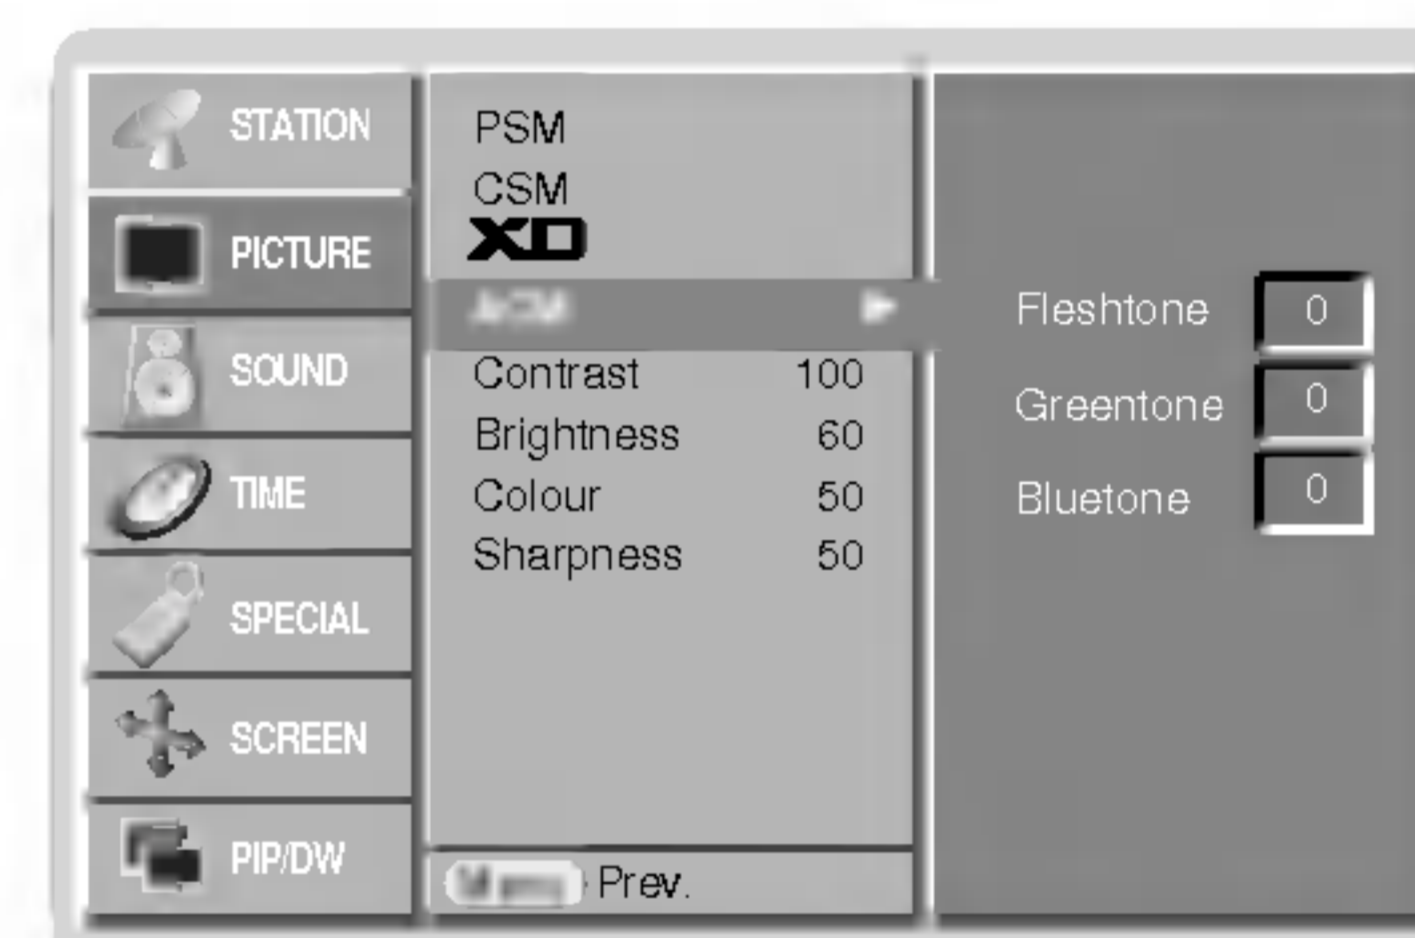 STATION
PICTURE
SOUND
TIME
SPECIAL
SCREEN
PIP/DW
PSM
CSM
XD
ACM
Contrast 100
Brightness 60
Colour 50
Sharpness 50
Prev.
Fleshtone 0
Greentone 0
Bluetone 0